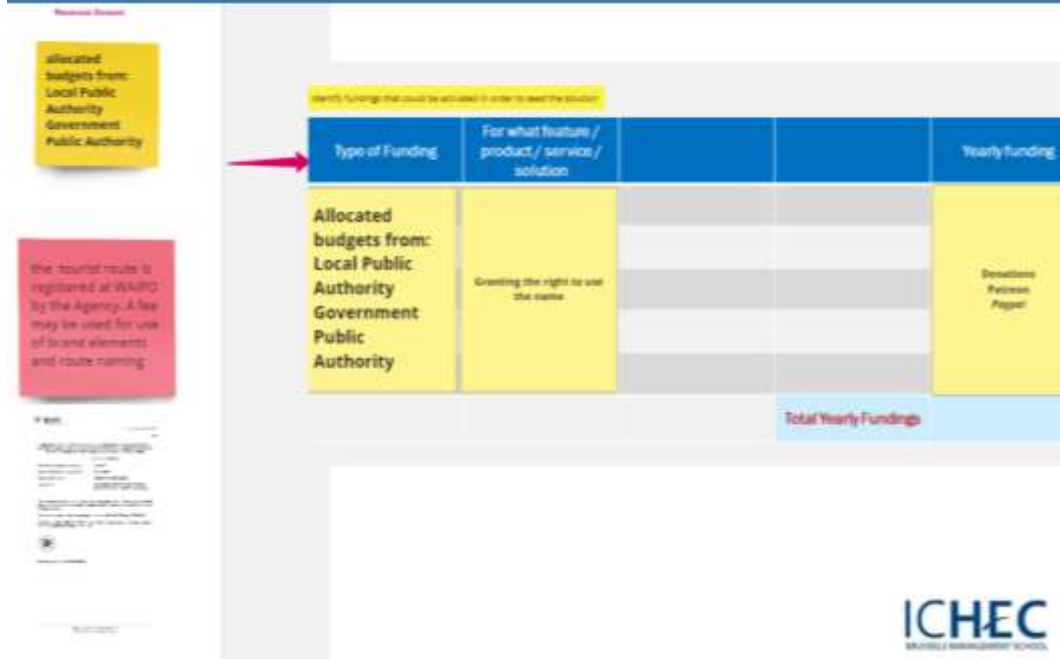 Revenue Stream
allocated
budgets from:
Local Public
Authority
Government
Public Authority
the tourist route is
registered at WAIPO
by the Agency. A fee
may be used for use
of brand elements
and route naming
Identify fundings that could be allocated in order to seed the solution
Type of Funding
For what feature /
product / service /
solution
Yearly funding
Allocated
budgets from:
Local Public
Authority
Government
Public
Authority
Granting the right to use
the name
Donations
Patreon
Paypal
Total Yearly Fundings
ICHEC
BRUSSELS MANAGEMENT SCHOOL